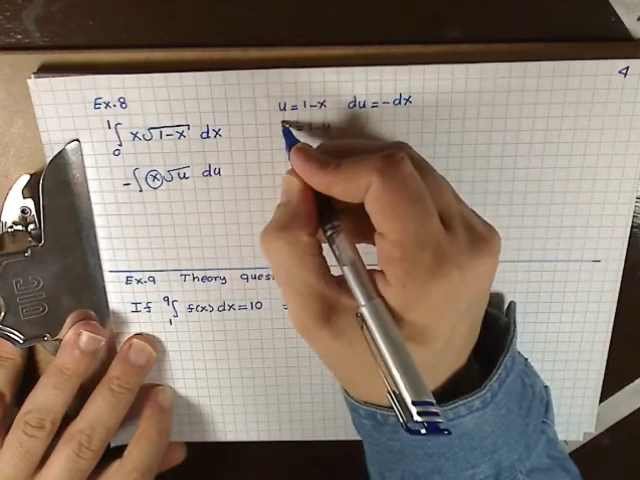 4
Ex.8
u = 1-x   du = -dx
1∫0 x√1-x dx
-∫ x√u du
Ex.9 Theory ques
If 9∫1 f(x) dx = 10 =